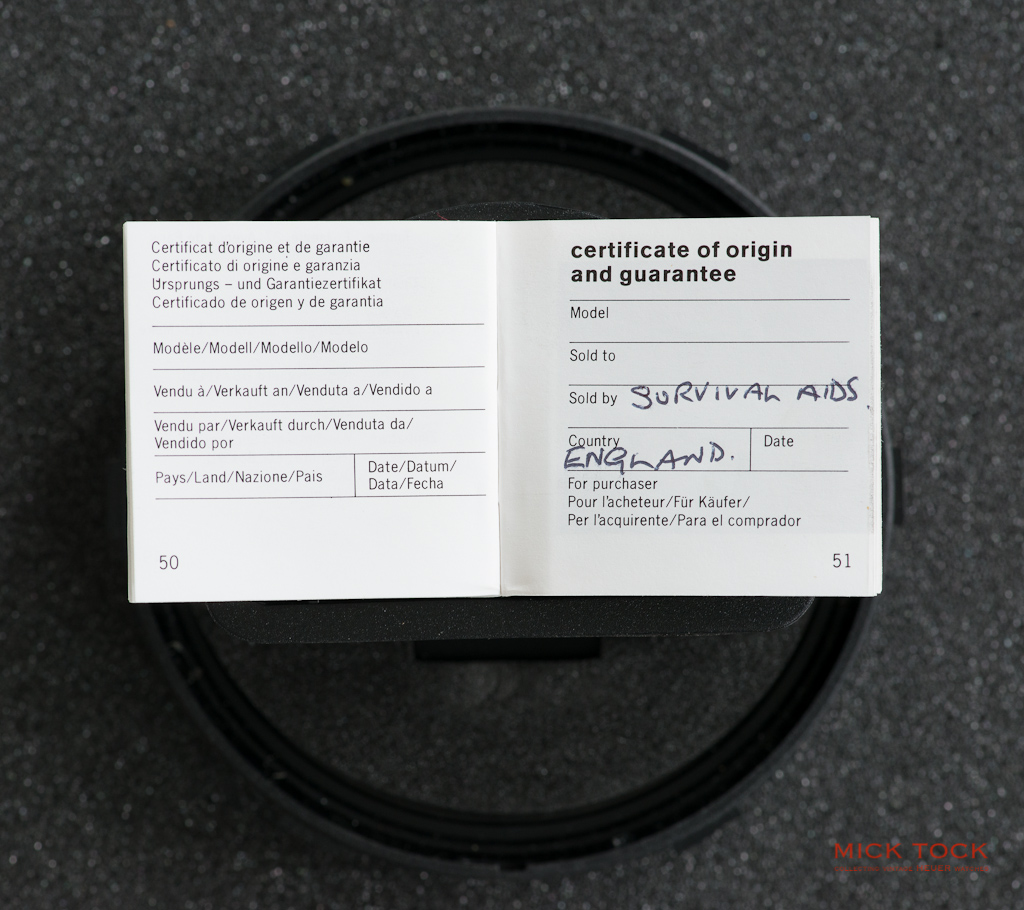 Certificat d'origine et de garantie
Certificato di origine e garanzia
Ursprungs – und Garantiezertifikat
Certificado de origen y de garantia
Modèle/Modell/Modello/Modelo
Vendu à/Verkauft an/Venduta a/Vendido a
Vendu par/Verkauft durch/Venduta da/
Vendido por
Pays/Land/Nazione/Pais
Date/Datum/
Data/Fecha
50
certificate of origin
and guarantee
Model
Sold to
Sold by SURVIVAL AIDS.
Country
ENGLAND.
Date
For purchaser
Pour l'acheteur/Für Käufer/
Per l'acquirente/Para el comprador
51
MICK TOCK